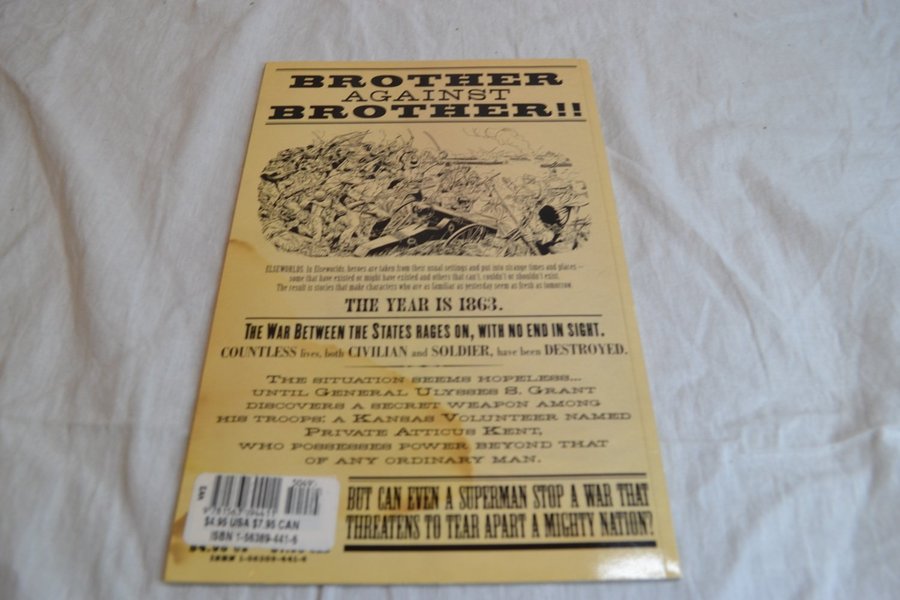 BROTHER
AGAINST
BROTHER!!
ELSEWORLDS. In Elseworlds, heroes are taken from their usual settings and put into strange times and places –
some that have existed or might have existed and others that can't, couldn't or shouldn't exist.
The result is stories that make characters who are as familiar as yesterday seem as fresh as tomorrow.
THE YEAR IS 1863.
THE WAR BETWEEN THE STATES RAGES ON, WITH NO END IN SIGHT.
COUNTLESS lives, both CIVILIAN and SOLDIER, have been DESTROYED.
THE SITUATION SEEMS HOPELESS...
UNTIL GENERAL ULYSSES S. GRANT
DISCOVERS A SECRET WEAPON AMONG
HIS TROOPS: A KANSAS VOLUNTEER NAMED
PRIVATE ATTICUS KENT,
WHO POSSESSES POWER BEYOND THAT
OF ANY ORDINARY MAN.
BUT CAN EVEN A SUPERMAN STOP A WAR THAT
THREATENS TO TEAR APART A MIGHTY NATION?
EAN
$4.95 USA $7.95 CAN
ISBN 1-56389-441-6
ISBN 1-56389-441-6